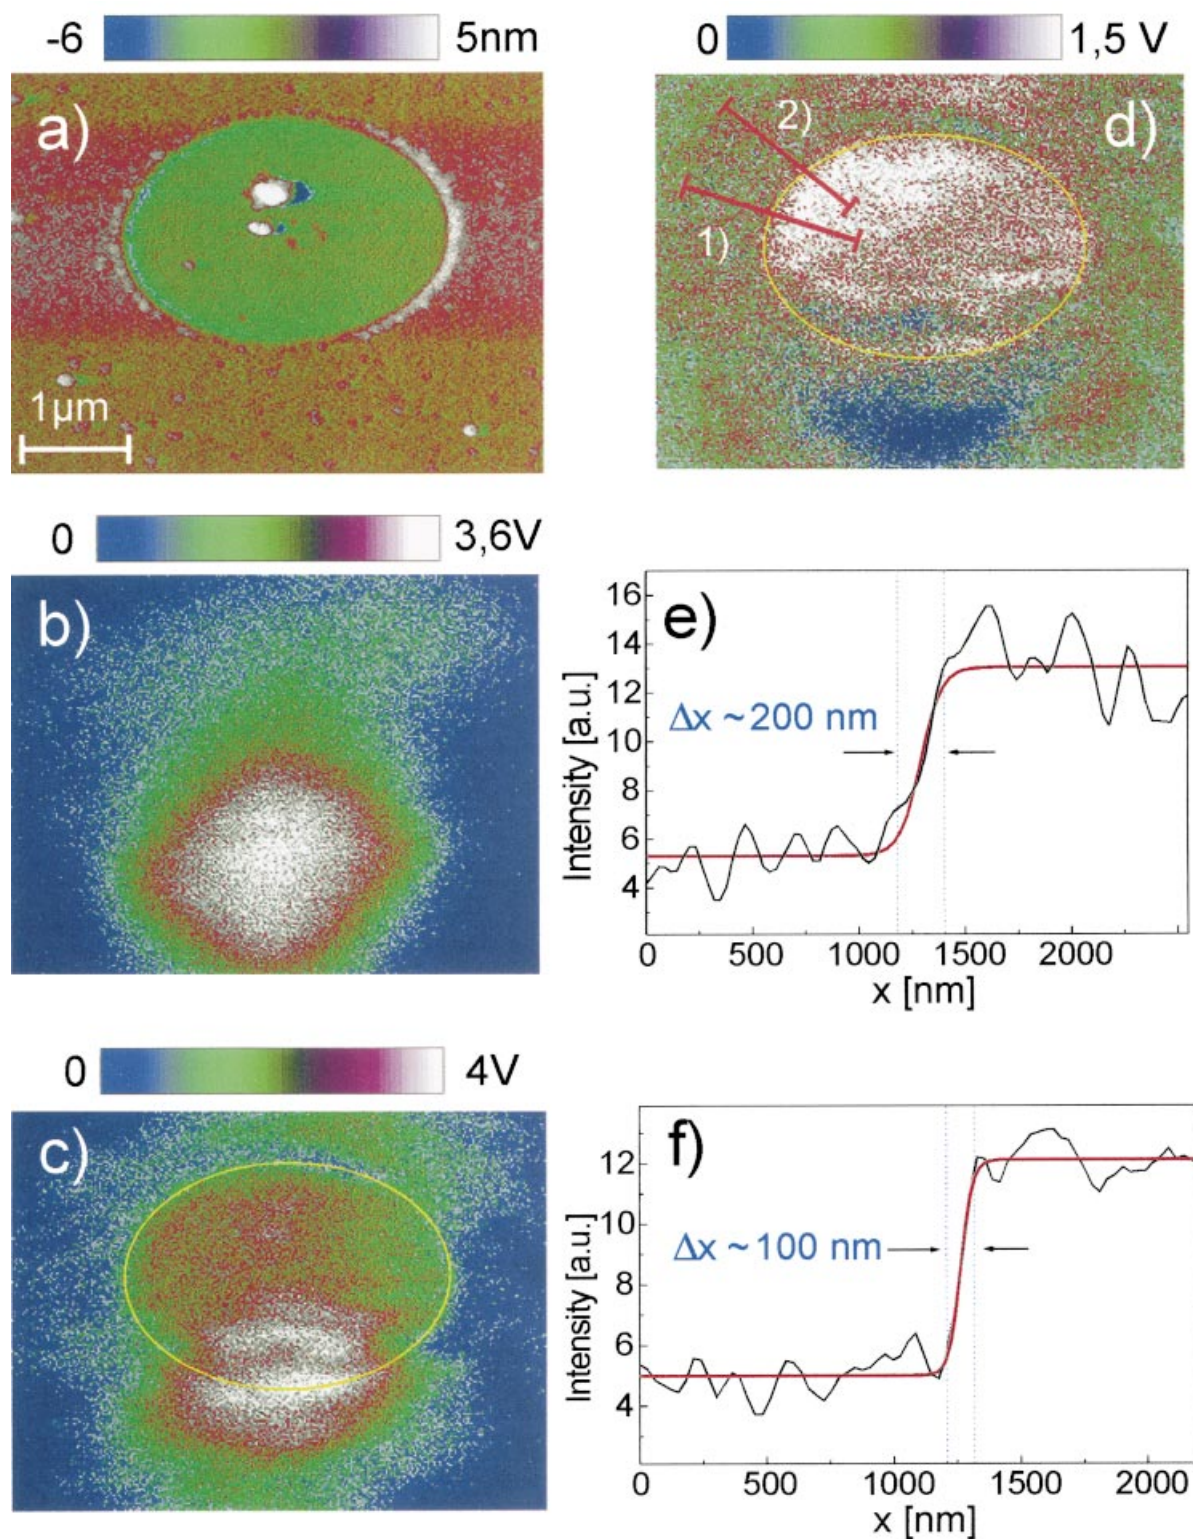 -6 5nm
a)
1µm
0 1,5 V
d)
2)
1)
0 3,6V
b)
0 4V
c)
e)
Δx ~200 nm
Intensity [a.u.]
16
14
12
10
8
6
4
0 500 1000 1500 2000
x [nm]
f)
Δx ~100 nm
Intensity [a.u.]
12
10
8
6
4
0 500 1000 1500 2000
x [nm]